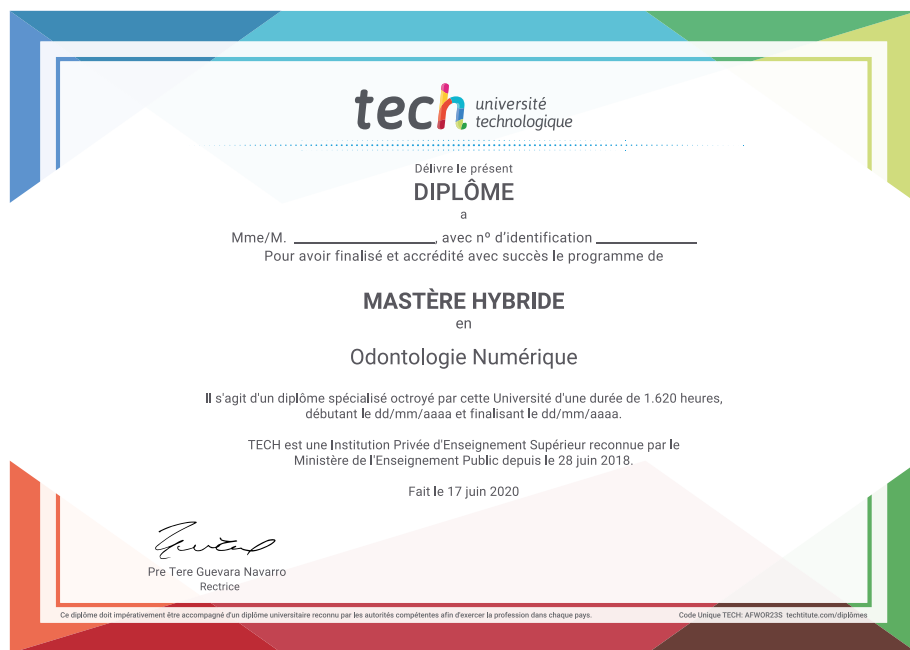 tech université
technologique
Délivre le présent
DIPLÔME
a
Mme/M. ____________________, avec nº d'identification ______________
Pour avoir finalisé et accrédité avec succès le programme de
MASTÈRE HYBRIDE
en
Odontologie Numérique
Il s'agit d'un diplôme spécialisé octroyé par cette Université d'une durée de 1.620 heures,
débutant le dd/mm/aaaa et finalisant le dd/mm/aaaa.
TECH est une Institution Privée d'Enseignement Supérieur reconnue par le
Ministère de l'Enseignement Public depuis le 28 juin 2018.
Fait le 17 juin 2020
Pre Tere Guevara Navarro
Rectrice
Ce diplôme doit impérativement être accompagné d'un diplôme universitaire reconnu par les autorités compétentes afin d'exercer la profession dans chaque pays. Code Unique TECH: AFWOR23S techtitute.com/diplômes